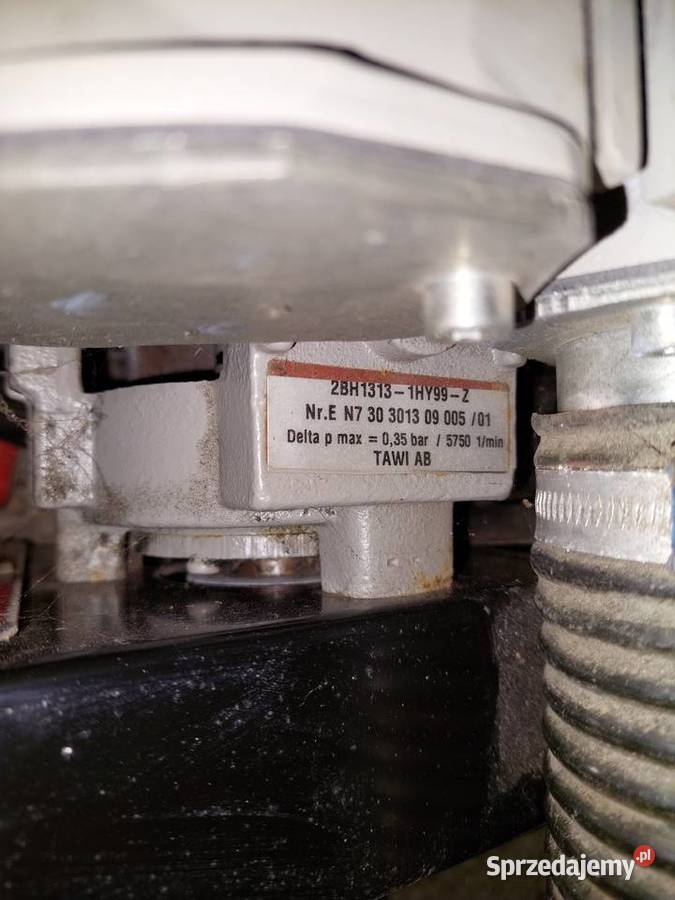 2BH1313-1HY99-Z
Nr.E N7 30 3013 09 005 /01
Delta p max = 0,35 bar / 5750 1/min
TAWI AB
Sprzedajemy.pl